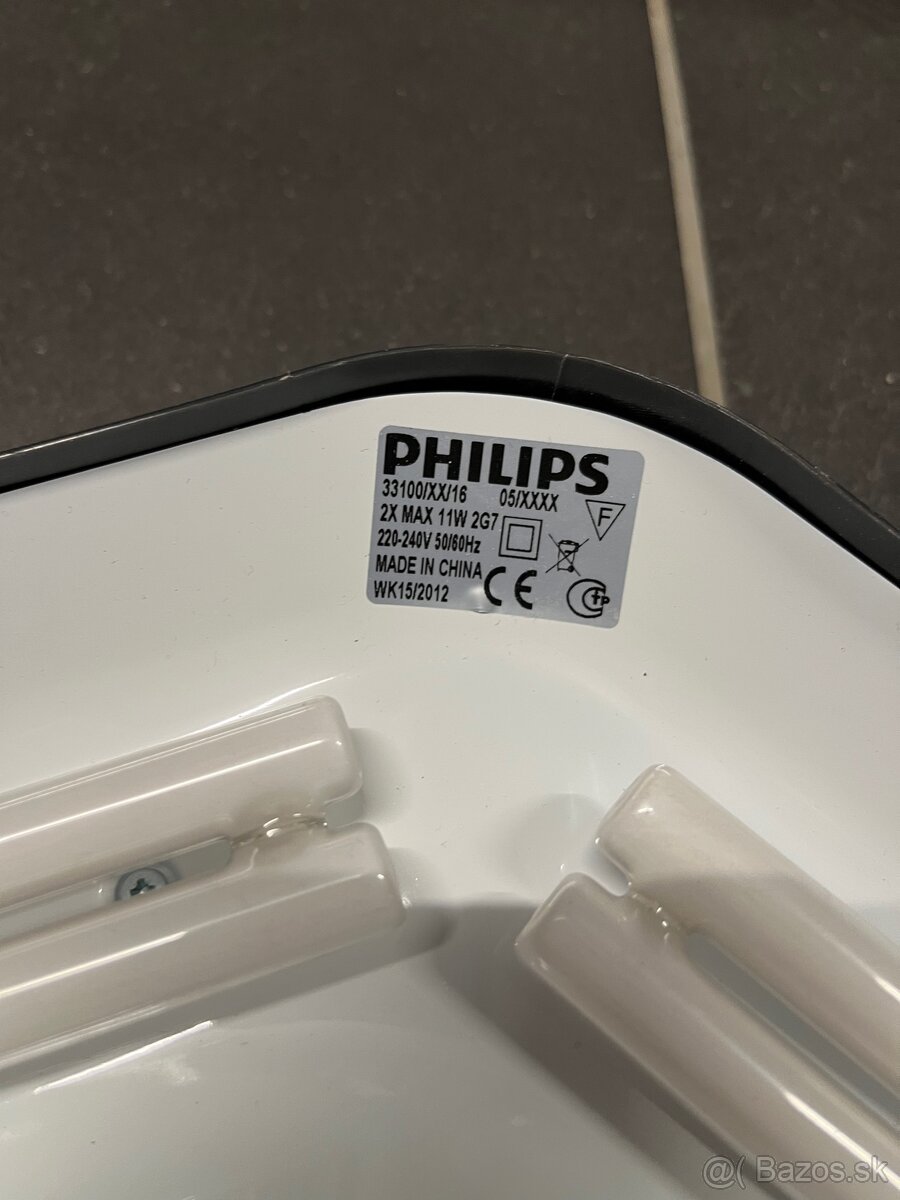 PHILIPS
33100/XX/16 05/XXXX
2X MAX 11W 2G7
F
220-240V 50/60Hz
MADE IN CHINA
CE
WK15/2012
@( Bazos.sk